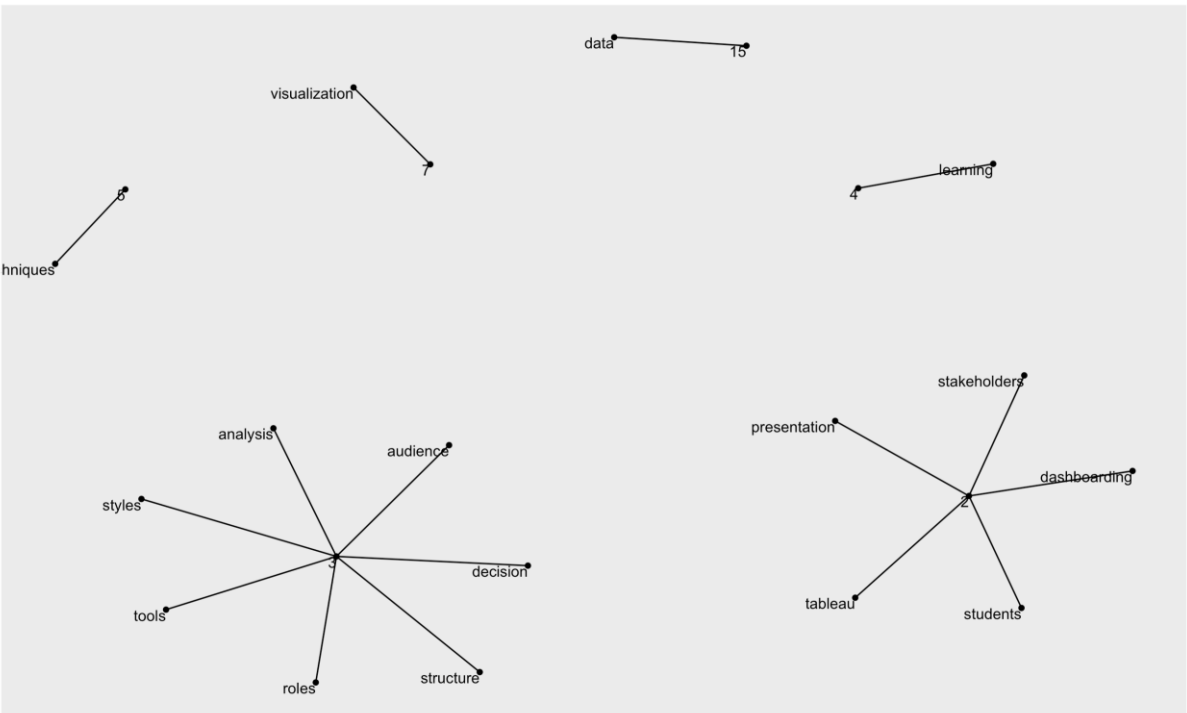 data
15
visualization
7
learning
4
5
hniques
stakeholders
presentation
analysis
audience
dashboarding
2
styles
3
decision
tableau
students
tools
structure
roles